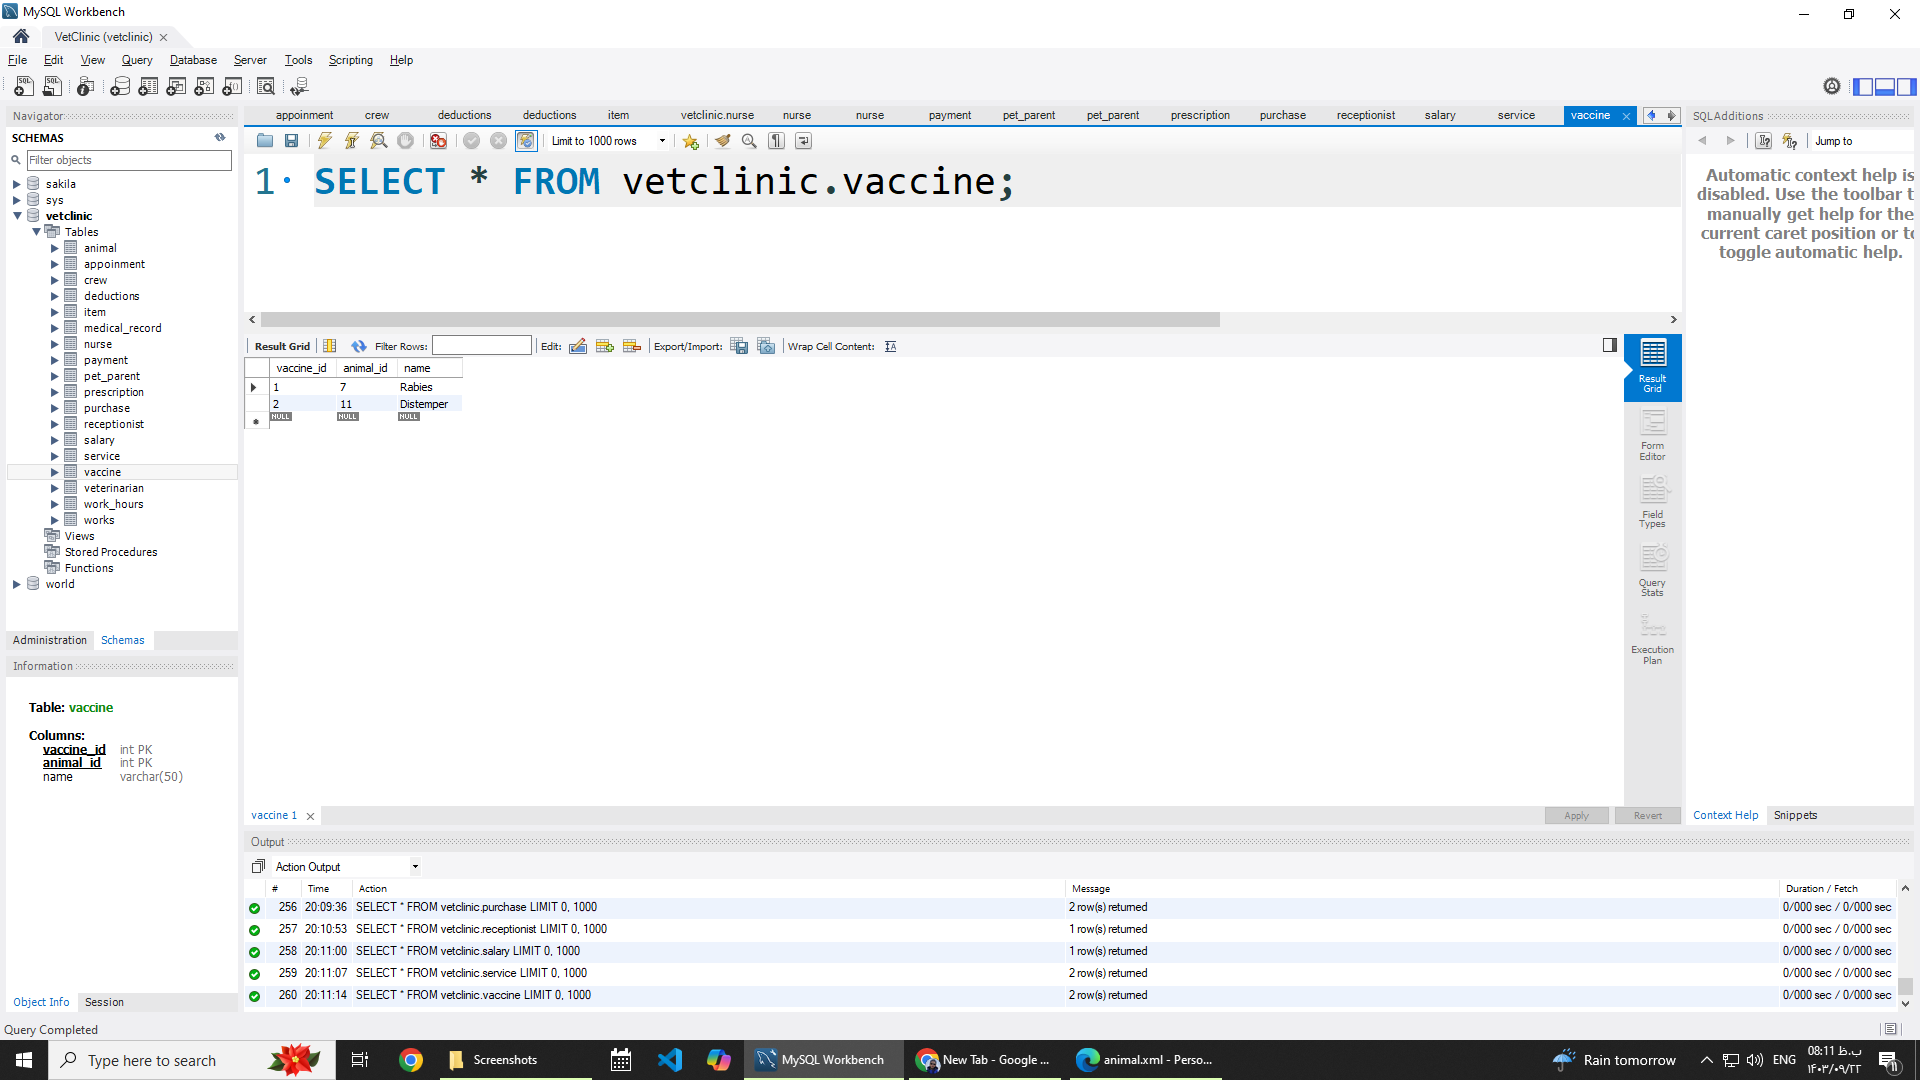 MySQL Workbench
VetClinic (vetclinic)
File Edit View Query Database Server Tools Scripting Help
Navigator
SCHEMAS
Filter objects
sakila
sys
vetclinic
Tables
animal
appoinment
crew
deductions
item
medical_record
nurse
payment
pet_parent
prescription
purchase
receptionist
salary
service
vaccine
veterinarian
work_hours
works
Views
Stored Procedures
Functions
world
Administration Schemas
Information
Table: vaccine
Columns:
vaccine_id int PK
animal_id int PK
name varchar(50)
Object Info Session
appoinment crew deductions deductions item vetclinic.nurse nurse nurse payment pet_parent pet_parent prescription purchase receptionist salary service vaccine
Limit to 1000 rows
1 SELECT * FROM vetclinic.vaccine;
Result Grid Filter Rows: Edit: Export/Import: Wrap Cell Content:
vaccine_id animal_id name
1 7 Rabies
2 11 Distemper
NULL NULL NULL
Result Grid
Form Editor
Field Types
Query Stats
Execution Plan
vaccine 1 Apply Revert
SQLAdditions
Jump to
Automatic context help is
disabled. Use the toolbar t
manually get help for the
current caret position or to
toggle automatic help.
Context Help Snippets
Output
Action Output
# Time Action Message Duration / Fetch
256 20:09:36 SELECT * FROM vetclinic.purchase LIMIT 0, 1000 2 row(s) returned 0/000 sec / 0/000 sec
257 20:10:53 SELECT * FROM vetclinic.receptionist LIMIT 0, 1000 1 row(s) returned 0/000 sec / 0/000 sec
258 20:11:00 SELECT * FROM vetclinic.salary LIMIT 0, 1000 1 row(s) returned 0/000 sec / 0/000 sec
259 20:11:07 SELECT * FROM vetclinic.service LIMIT 0, 1000 2 row(s) returned 0/000 sec / 0/000 sec
260 20:11:14 SELECT * FROM vetclinic.vaccine LIMIT 0, 1000 2 row(s) returned 0/000 sec / 0/000 sec
Query Completed
Type here to search Screenshots MySQL Workbench New Tab - Google ... animal.xml - Perso... Rain tomorrow ENG
08:11 ب.ظ
۱۴۰۳/۰۹/۲۲
11